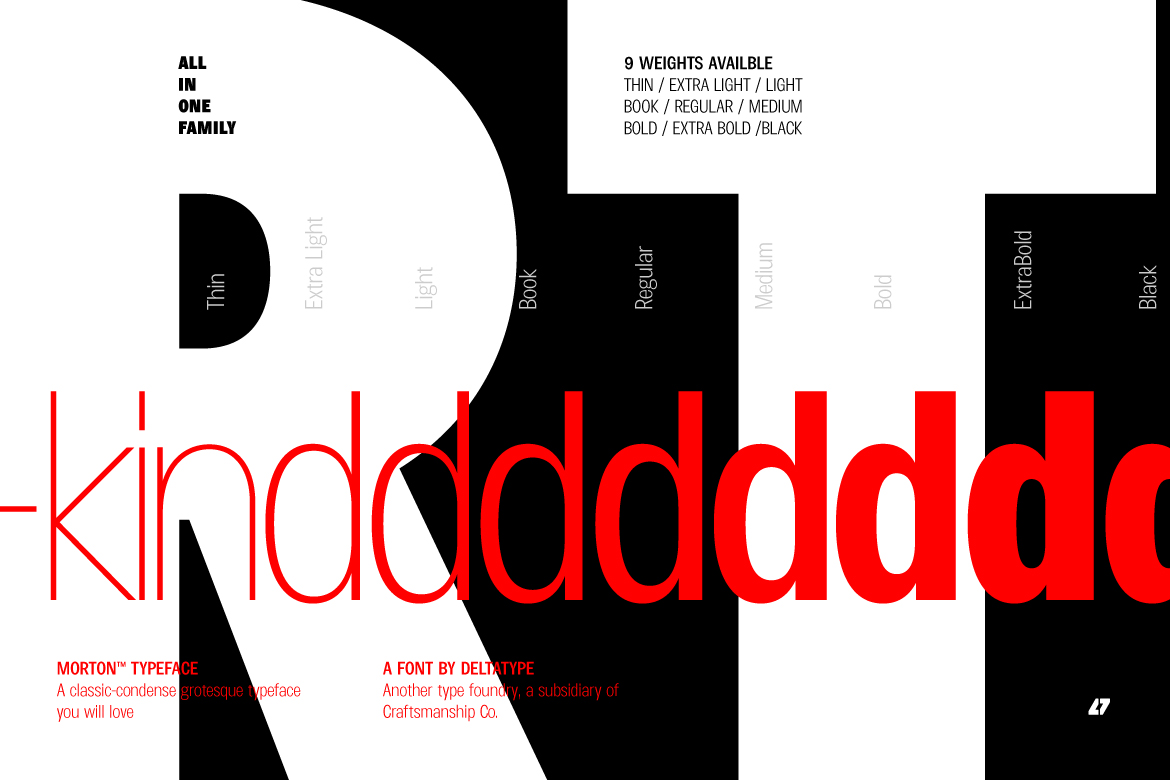 ALL
IN
ONE
FAMILY
9 WEIGHTS AVAILBLE
THIN / EXTRA LIGHT / LIGHT
BOOK / REGULAR / MEDIUM
BOLD / EXTRA BOLD /BLACK
RT
Thin
Extra Light
Light
Book
Regular
Medium
Bold
ExtraBold
Black
-kindddddddd
MORTON™ TYPEFACE
A classic-condense grotesque typeface
you will love
A FONT BY DELTATYPE
Another type foundry, a subsidiary of
Craftsmanship Co.